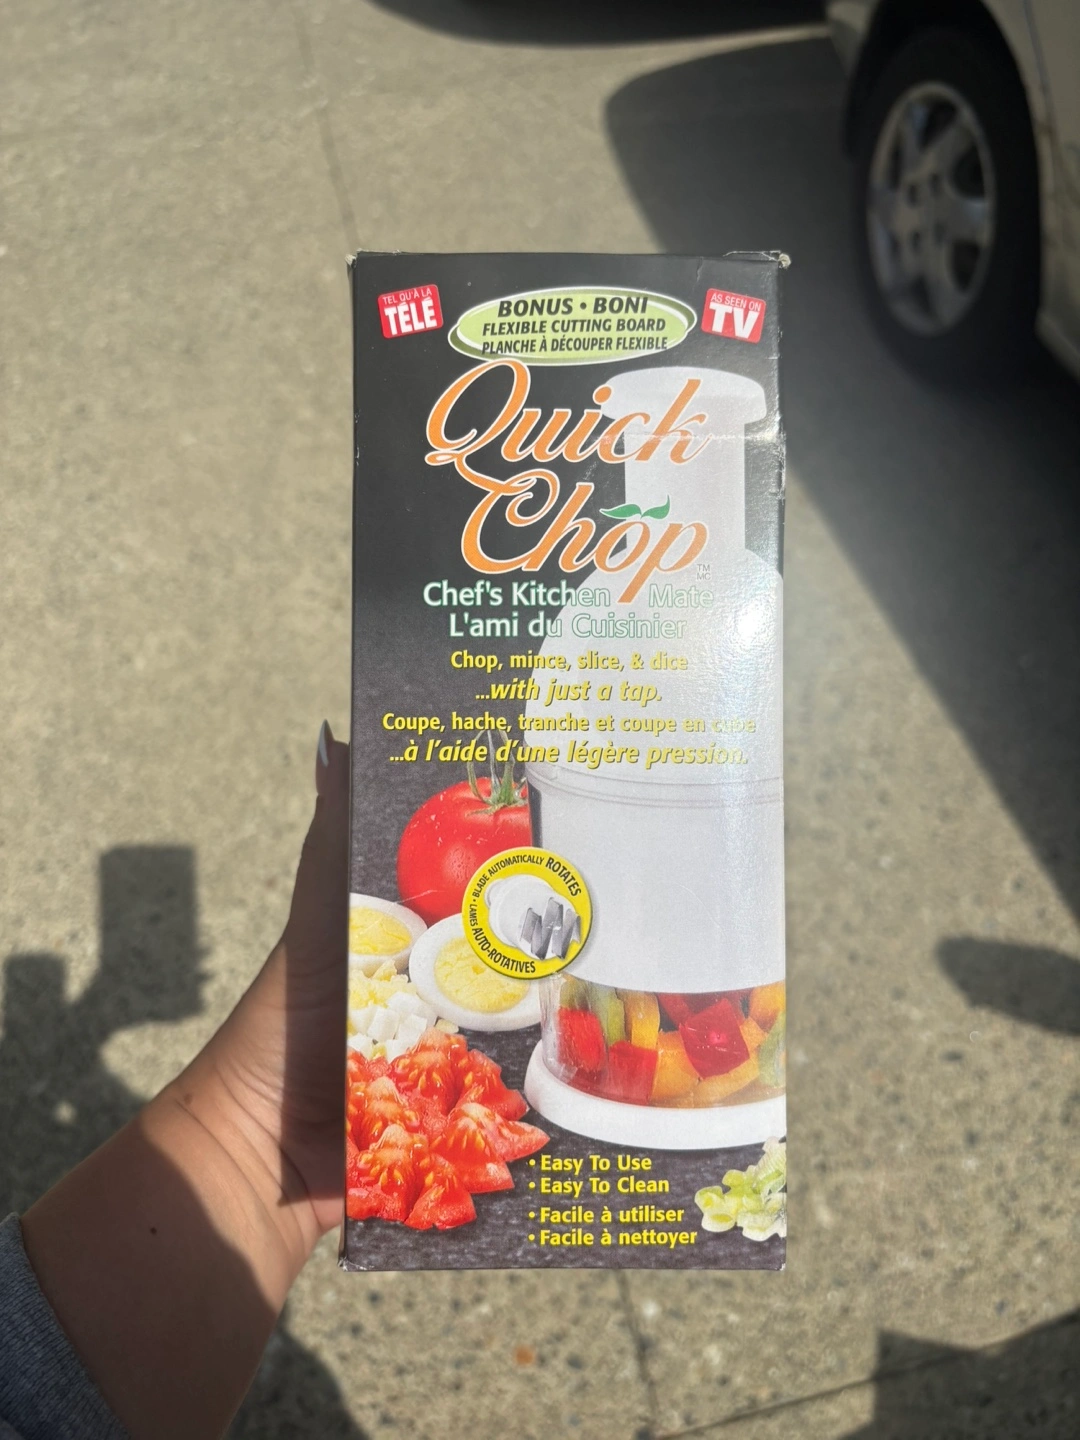 TEL QU'À LA
TÉLÉ
BONUS • BONI
FLEXIBLE CUTTING BOARD
PLANCHE À DÉCOUPER FLEXIBLE
AS SEEN ON
TV
Quick
Chop
TM
MC
Chef's Kitchen Mate
L'ami du Cuisinier
Chop, mince, slice, & dice
...with just a tap.
Coupe, hache, tranche et coupe en cube
...à l'aide d'une légère pression.
• BLADE AUTOMATICALLY ROTATES
• LAMES AUTO-ROTATIVES
• Easy To Use
• Easy To Clean
• Facile à utiliser
• Facile à nettoyer